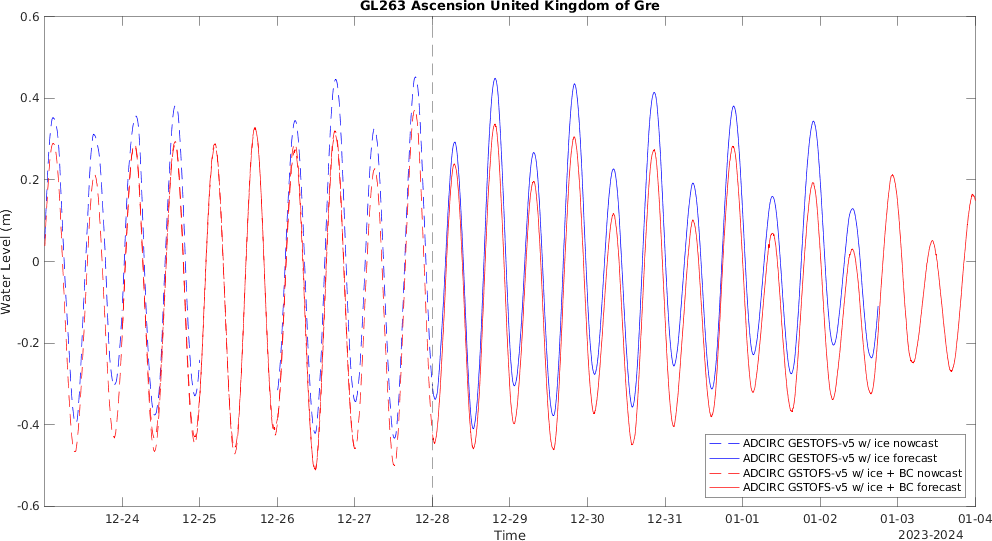 GL263 Ascension United Kingdom of Gre
0.6
0.4
0.2
0
-0.2
-0.4
-0.6
Water Level (m)
ADCIRC GESTOFS-v5 w/ ice nowcast
ADCIRC GESTOFS-v5 w/ ice forecast
ADCIRC GSTOFS-v5 w/ ice + BC nowcast
ADCIRC GSTOFS-v5 w/ ice + BC forecast
12-24 12-25 12-26 12-27 12-28 12-29 12-30 12-31 01-01 01-02 01-03 01-04
Time
2023-2024